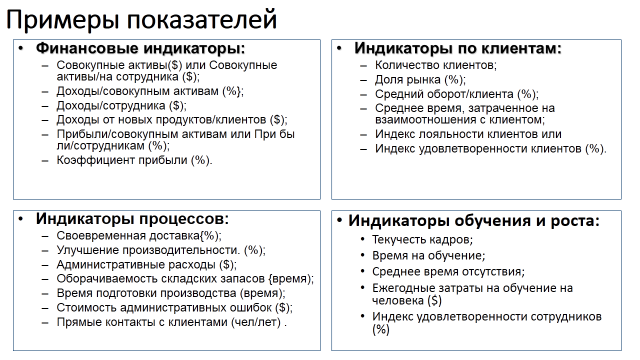 Примеры показателей
• Финансовые индикаторы:
– Совокупные активы($) или Совокупные
активы/на сотрудника ($);
– Доходы/совокупным активам (%};
– Доходы/сотрудника ($);
– Доходы от новых продуктов/клиентов ($);
– Прибыли/совокупным активам или При бы
ли/сотрудникам (%);
– Коэффициент прибыли (%).
• Индикаторы по клиентам:
– Количество клиентов;
– Доля рынка (%);
– Средний оборот/клиента (%);
– Среднее время, затраченное на
взаимоотношения с клиентом;
– Индекс лояльности клиентов или
– Индекс удовлетворенности клиентов (%).
• Индикаторы процессов:
– Своевременная доставка{%);
– Улучшение производительности. (%);
– Административные расходы ($);
– Оборачиваемость складских запасов {время);
– Время подготовки производства (время);
– Стоимость административных ошибок ($);
– Прямые контакты с клиентами (чел/лет) .
• Индикаторы обучения и роста:
• Текучесть кадров;
• Время на обучение;
• Среднее время отсутствия;
• Ежегодные затраты на обучение на
человека ($)
• Индекс удовлетворенности сотрудников
(%)